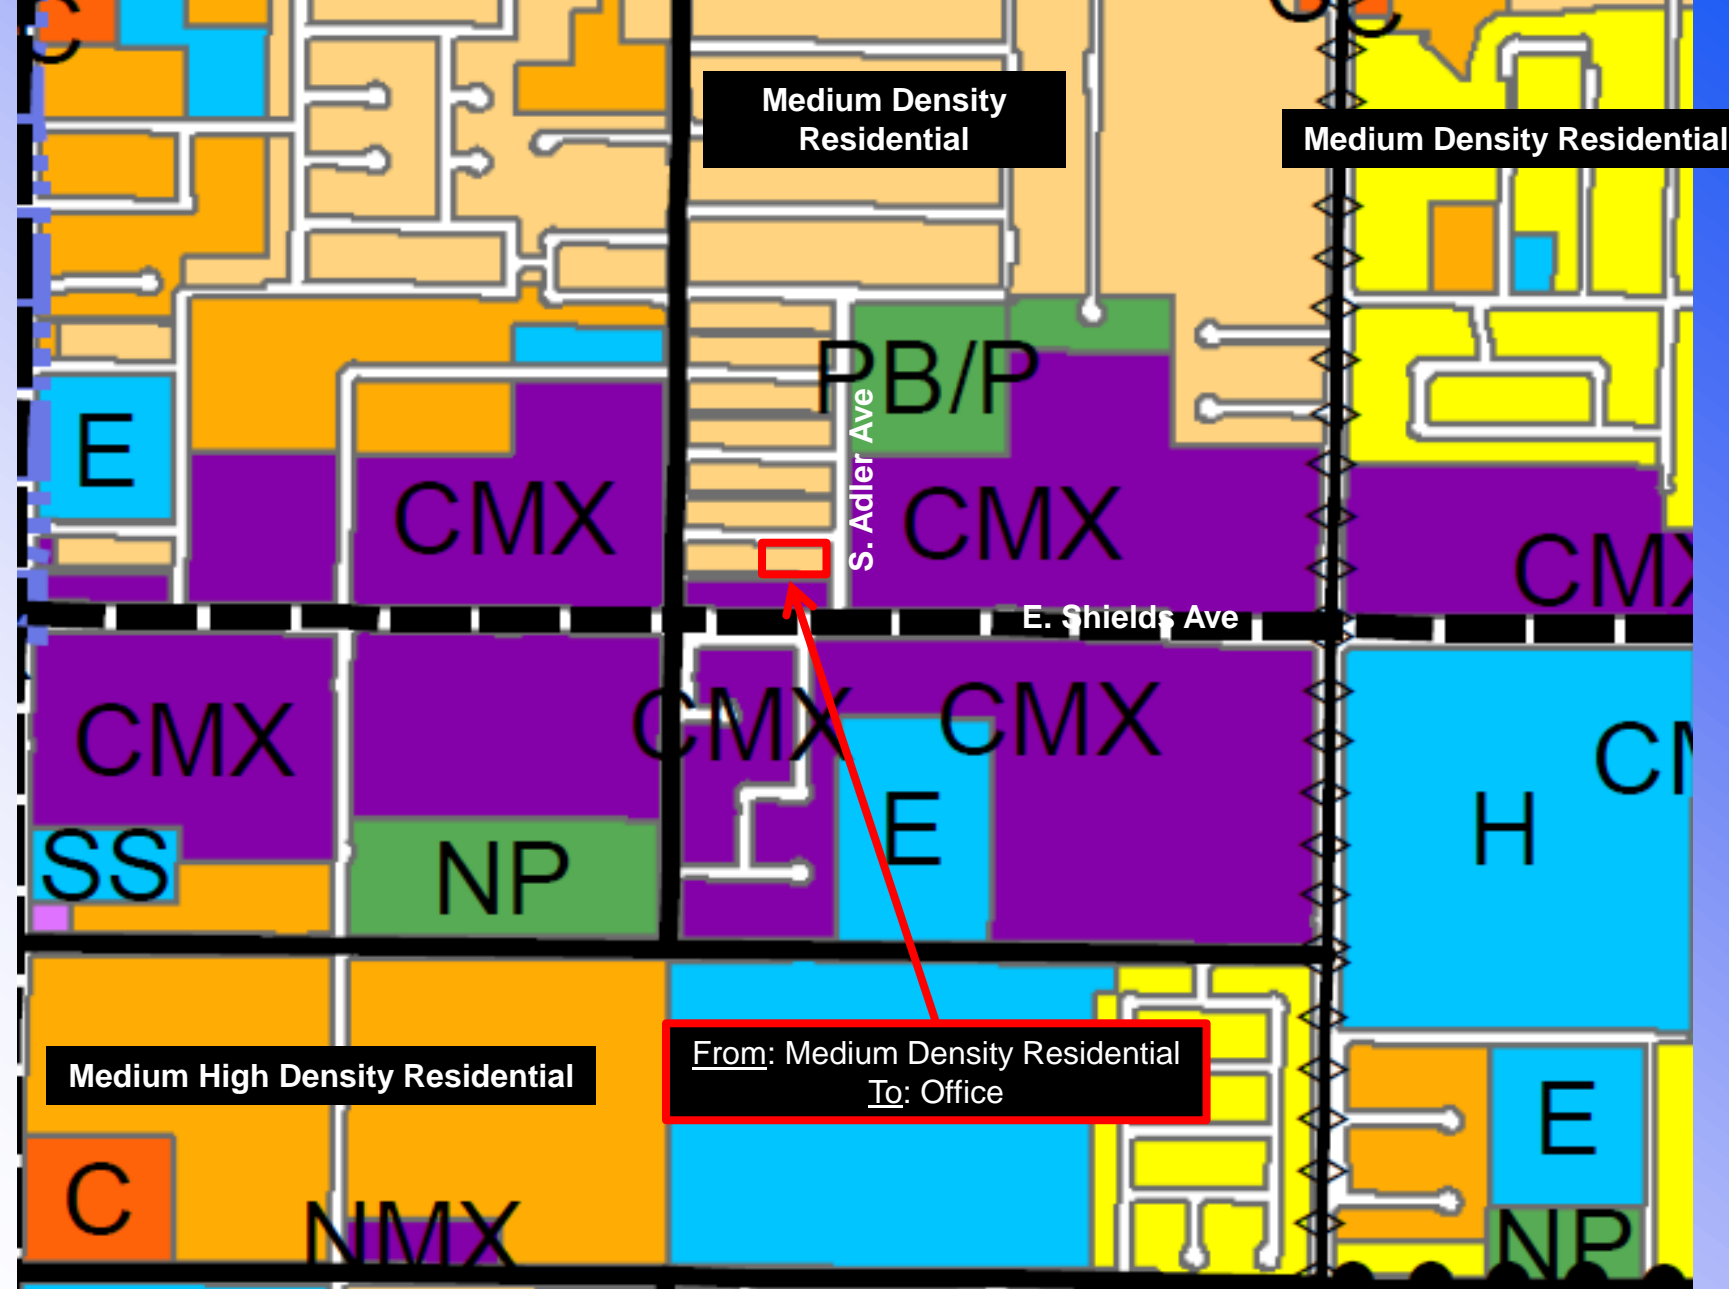 C
C
C
Medium Density
Residential
Medium Density Residential
PB/P
S. Adler Ave
E
CMX
CMX
CMX
E. Shields Ave
CMX
CMX
CMX
SS
NP
E
H
From: Medium Density Residential
To: Office
Medium High Density Residential
E
C
NMX
NP